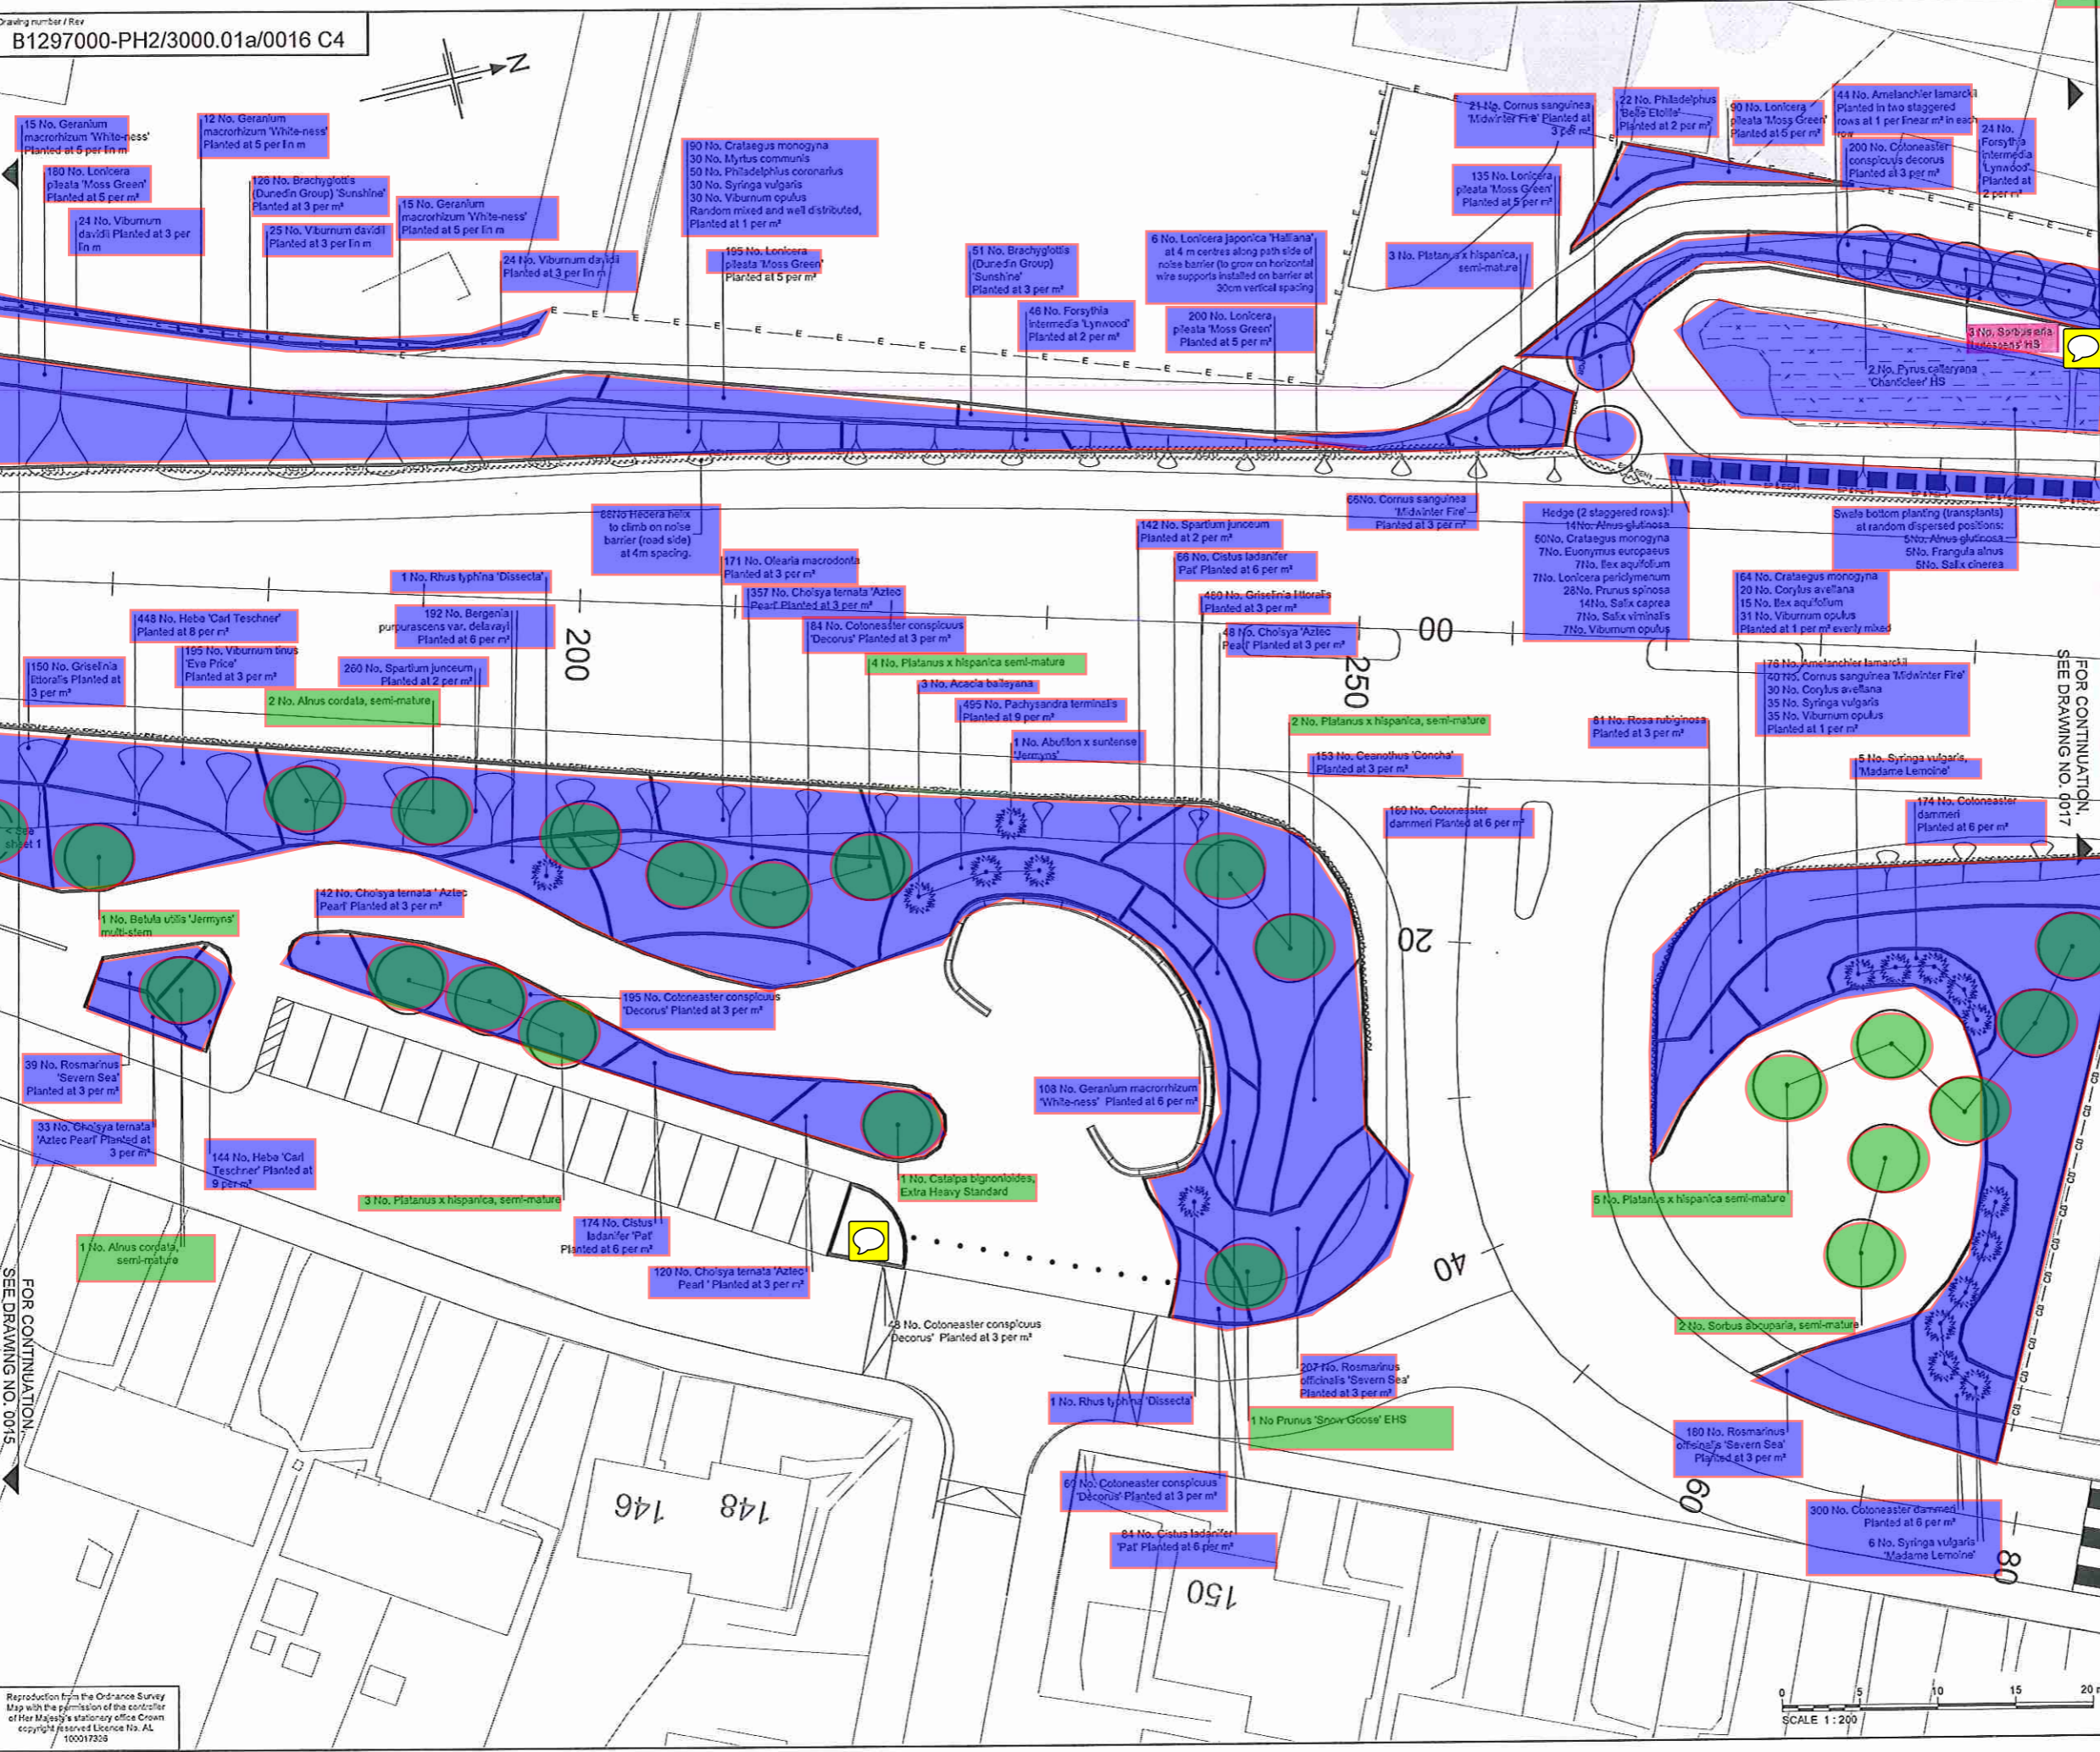 Drawing number / Rev
B1297000-PH2/3000.01a/0016 C4
N
15 No. Geranium
macrorhizum 'White-ness'
Planted at 5 per lin m
12 No. Geranium
macrorhizum 'White-ness'
Planted at 5 per lin m
180 No. Lonicera
pileata 'Moss Green'
Planted at 5 per m²
24 No. Viburnum
davidii Planted at 3 per
lin m
126 No. Brachyglottis
(Dunedin Group) 'Sunshine'
Planted at 3 per m²
25 No. Viburnum davidii
Planted at 3 per lin m
15 No. Geranium
macrorhizum 'White-ness'
Planted at 5 per lin m
24 No. Viburnum davidii
Planted at 3 per lin m
90 No. Crataegus monogyna
30 No. Myrtus communis
50 No. Philadelphius coronarius
30 No. Syringa vulgaris
30 No. Viburnum opulus
Random mixed and well distributed,
Planted at 1 per m²
195 No. Lonicera
pileata 'Moss Green'
Planted at 5 per m²
51 No. Brachyglottis
(Dunedin Group)
'Sunshine'
Planted at 3 per m²
46 No. Forsythia
intermedia 'Lynwood'
Planted at 2 per m²
6 No. Lonicera japonica 'Halliana'
at 4 m centres along path side of
noise barrier (to grow on horizontal
wire supports installed on barrier at
30cm vertical spacing
200 No. Lonicera
pileata 'Moss Green'
Planted at 5 per m²
21 No. Cornus sanguinea
'Midwinter Fire' Planted at
3 per m²
135 No. Lonicera
pileata 'Moss Green'
Planted at 5 per m²
3 No. Platanus x hispanica,
semi-mature
22 No. Philadelphus
'Belle Etoille'
Planted at 2 per m²
90 No. Lonicera
pileata 'Moss Green'
Planted at 5 per m²
44 No. Amelanchier lamarckii
Planted in two staggered
rows at 1 per linear m² in each
row
200 No. Cotoneaster
conspicuus decorus
Planted at 3 per m²
24 No.
Forsythia
intermedia
'Lynwood'
Planted at
2 per m²
3 No. Sorbus aria
'lutescens' HS
2 No. Pyrus calleryana
'Chanticleer' HS
66No Hedera helix
to climb on noise
barrier (road side)
at 4m spacing.
66No. Cornus sanguinea
'Midwinter Fire'
Planted at 3 per m²
Hedge (2 staggered rows):
14No. Alnus glutinosa
50No. Crataegus monogyna
7No. Euonymus europaeus
7No. Ilex aquifolium
7No. Lonicera periclymenum
28No. Prunus spinosa
14No. Salix caprea
7No. Salix viminalis
7No. Viburnum opulus
Swale bottom planting (transplants)
at random dispersed positions:
5No. Alnus glutinosa
5No. Frangula alnus
5No. Salix cinerea
171 No. Olearia macrodonta
Planted at 3 per m²
357 No. Choisya ternata 'Aztec
Pearl' Planted at 3 per m²
84 No. Cotoneaster conspicuus
'Decorus' Planted at 3 per m²
4 No. Platanus x hispanica semi-mature
3 No. Acacia baileyana
495 No. Pachysandra terminalis
Planted at 9 per m²
1 No. Abutilon x suntense
'Jermyns'
142 No. Spartium junceum
Planted at 2 per m²
66 No. Cistus ladanifer
'Pat' Planted at 6 per m²
480 No. Griselinia littoralis
Planted at 3 per m²
48 No. Choisya 'Aztec
Pearl' Planted at 3 per m²
1 No. Rhus typhina 'Dissecta'
192 No. Bergenia
purpurascens var. delavayi
Planted at 6 per m²
260 No. Spartium junceum
Planted at 2 per m²
448 No. Hebe 'Carl Teschner'
Planted at 8 per m²
195 No. Viburnum tinus
'Eve Price'
Planted at 3 per m²
150 No. Griselinia
littoralis Planted at
3 per m²
2 No. Alnus cordata, semi-mature
200
250
00
20
40
60
80
64 No. Crataegus monogyna
20 No. Corylus avellana
15 No. Ilex aquifolium
31 No. Viburnum opulus
Planted at 1 per m² evenly mixed
76 No. Amelanchier lamarckii
40 No. Cornus sanguinea 'Midwinter Fire'
30 No. Corylus avellana
35 No. Syringa vulgaris
35 No. Viburnum opulus
Planted at 1 per m²
2 No. Platanus x hispanica, semi-mature
81 No. Rosa rubiginosa
Planted at 3 per m²
153 No. Ceanothus 'Concha'
Planted at 3 per m²
5 No. Syringa vulgaris,
'Madame Lemoine'
160 No. Cotoneaster
dammeri Planted at 6 per m²
174 No. Cotoneaster
dammeri
Planted at 6 per m²
FOR CONTINUATION,
SEE DRAWING NO. 0017
< See
sheet 1
1 No. Betula utilis 'Jermyns'
multi-stem
42 No. Choisya ternata 'Aztec
Pearl' Planted at 3 per m²
195 No. Cotoneaster conspicuus
'Decorus' Planted at 3 per m²
39 No. Rosmarinus
'Severn Sea'
Planted at 3 per m²
33 No. Choisya ternata
'Aztec Pearl' Planted at
3 per m²
144 No. Hebe 'Carl
Teschner' Planted at
9 per m²
108 No. Geranium macrorrhizum
'White-ness' Planted at 6 per m²
1 No. Catalpa bignonioides,
Extra Heavy Standard
3 No. Platanus x hispanica, semi-mature
174 No. Cistus
ladanifer 'Pat'
Planted at 6 per m²
120 No. Choisya ternata 'Aztec
Pearl ' Planted at 3 per m²
1 No. Alnus cordata,
semi-mature
5 No. Platanus x hispanica semi-mature
2 No. Sorbus aucuparia, semi-mature
48 No. Cotoneaster conspicuus
'Decorus' Planted at 3 per m²
FOR CONTINUATION,
SEE DRAWING NO. 0015
207 No. Rosmarinus
officinalis 'Severn Sea'
Planted at 3 per m²
1 No. Rhus typhina 'Dissecta'
1 No Prunus 'Snow Goose' EHS
180 No. Rosmarinus
officinalis 'Severn Sea'
Planted at 3 per m²
Cotoneaster conspicuus
'Decorus' Planted at 3 per m²
84 No. Cistus ladanifer
'Pat' Planted at 6 per m²
300 No. Cotoneaster dammeri
Planted at 6 per m²
6 No. Syringa vulgaris
'Madame Lemoine'
146
148
150
Reproduction from the Ordnance Survey
Map with the permission of the controller
of Her Majesty's stationery office Crown
copyright reserved Licence No. AL
100017326
0 5 10 15 20
SCALE 1 : 200